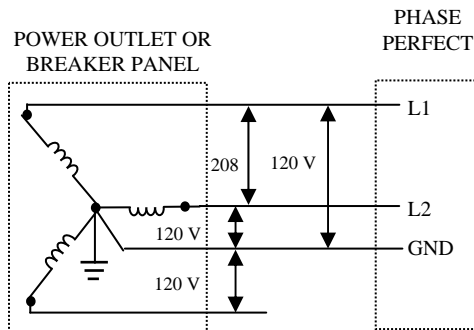 PHASE
PERFECT
POWER OUTLET OR
BREAKER PANEL
L1
208
120 V
L2
120 V
GND
120 V